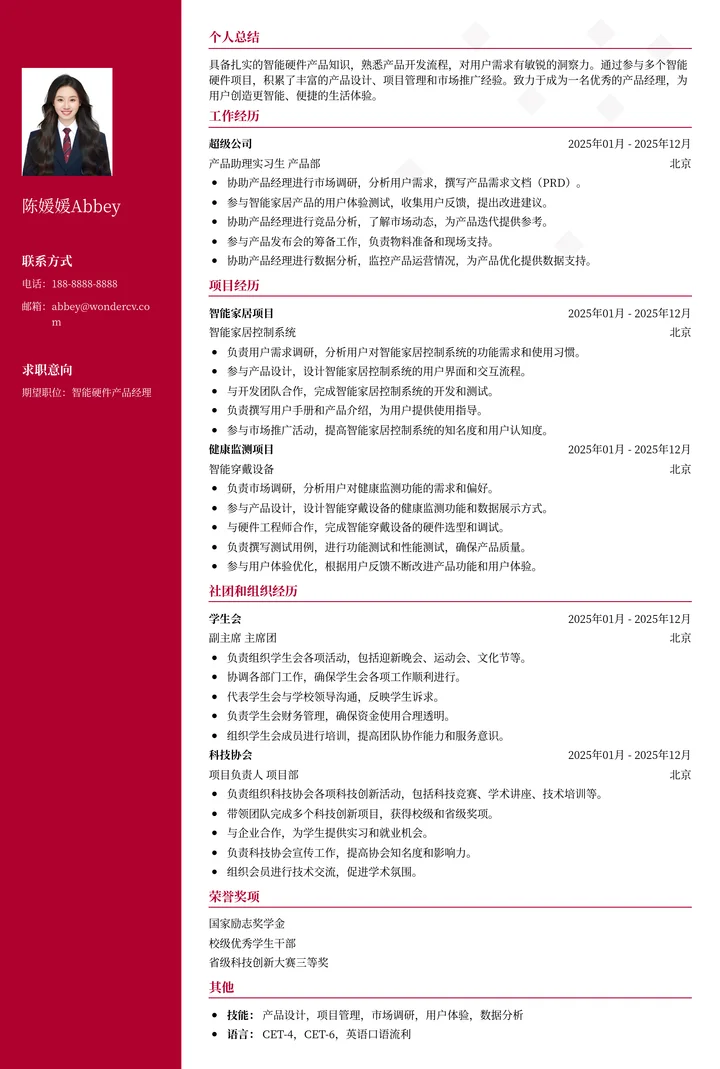 陈媛媛Abbey
联系方式
电话：188-8888-8888
邮箱：abbey@wondercv.co
m
求职意向
期望职位：智能硬件产品经理
个人总结
具备扎实的智能硬件产品知识，熟悉产品开发流程，对用户需求有敏锐的洞察力。通过参与多个智能
硬件项目，积累了丰富的产品设计、项目管理和市场推广经验。致力于成为一名优秀的产品经理，为
用户创造更智能、便捷的生活体验。
工作经历
超级公司 2025年01月 - 2025年12月
产品助理实习生 产品部 北京
• 协助产品经理进行市场调研，分析用户需求，撰写产品需求文档（PRD）。
• 参与智能家居产品的用户体验测试，收集用户反馈，提出改进建议。
• 协助产品经理进行竞品分析，了解市场动态，为产品迭代提供参考。
• 参与产品发布会的筹备工作，负责物料准备和现场支持。
• 协助产品经理进行数据分析，监控产品运营情况，为产品优化提供数据支持。
项目经历
智能家居项目 2025年01月 - 2025年12月
智能家居控制系统 北京
• 负责用户需求调研，分析用户对智能家居控制系统的功能需求和使用习惯。
• 参与产品设计，设计智能家居控制系统的用户界面和交互流程。
• 与开发团队合作，完成智能家居控制系统的开发和测试。
• 负责撰写用户手册和产品介绍，为用户提供使用指导。
• 参与市场推广活动，提高智能家居控制系统的知名度和用户认知度。
健康监测项目 2025年01月 - 2025年12月
智能穿戴设备 北京
• 负责市场调研，分析用户对健康监测功能的需求和偏好。
• 参与产品设计，设计智能穿戴设备的健康监测功能和数据展示方式。
• 与硬件工程师合作，完成智能穿戴设备的硬件选型和调试。
• 负责撰写测试用例，进行功能测试和性能测试，确保产品质量。
• 参与用户体验优化，根据用户反馈不断改进产品功能和用户体验。
社团和组织经历
学生会 2025年01月 - 2025年12月
副主席 主席团 北京
• 负责组织学生会各项活动，包括迎新晚会、运动会、文化节等。
• 协调各部门工作，确保学生会各项工作顺利进行。
• 代表学生会与学校领导沟通，反映学生诉求。
• 负责学生会财务管理，确保资金使用合理透明。
• 组织学生会成员进行培训，提高团队协作能力和服务意识。
科技协会 2025年01月 - 2025年12月
项目负责人 项目部 北京
• 负责组织科技协会各项科技创新活动，包括科技竞赛、学术讲座、技术培训等。
• 带领团队完成多个科技创新项目，获得校级和省级奖项。
• 与企业合作，为学生提供实习和就业机会。
• 负责科技协会宣传工作，提高协会知名度和影响力。
• 组织会员进行技术交流，促进学术氛围。
荣誉奖项
国家励志奖学金
校级优秀学生干部
省级科技创新大赛三等奖
其他
• 技能： 产品设计，项目管理，市场调研，用户体验，数据分析
• 语言： CET-4，CET-6，英语口语流利